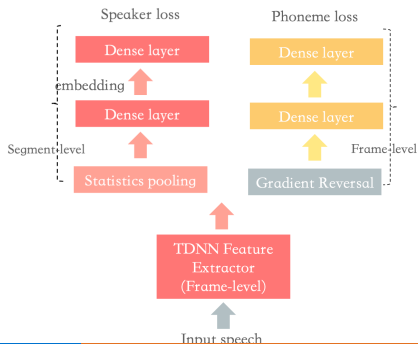 Speaker loss
Phoneme loss
Dense layer
Dense layer
embedding
Dense layer
Dense layer
Segment-level
Frame-level
Statistics pooling
Gradient Reversal
TDNN Feature
Extractor
(Frame-level)
Input speech